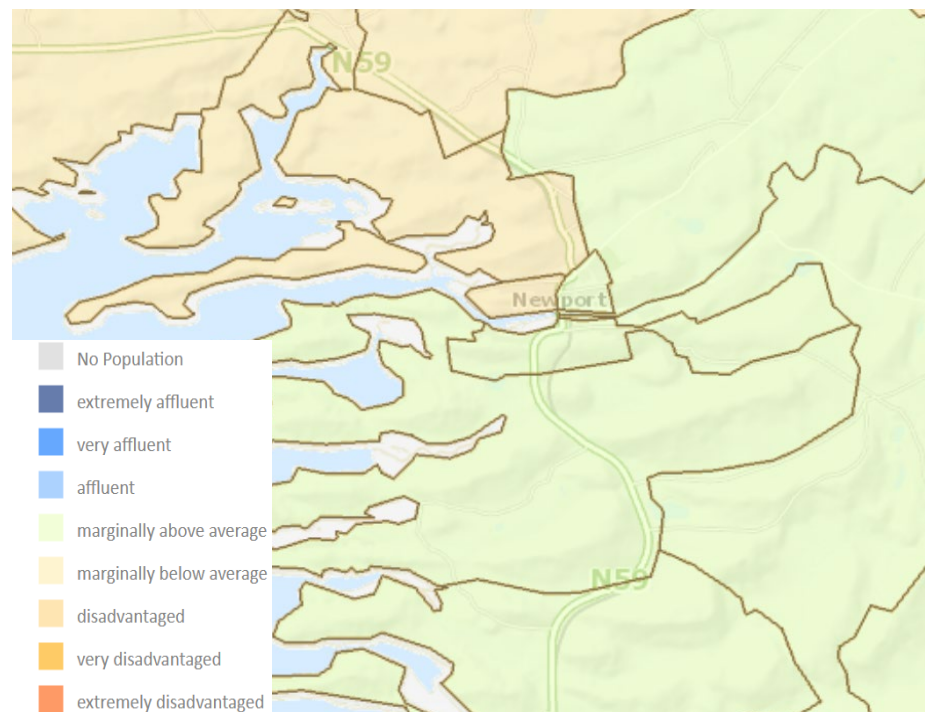 N59
Newport
No Population
extremely affluent
very affluent
affluent
marginally above average
marginally below average
disadvantaged
very disadvantaged
extremely disadvantaged
N59